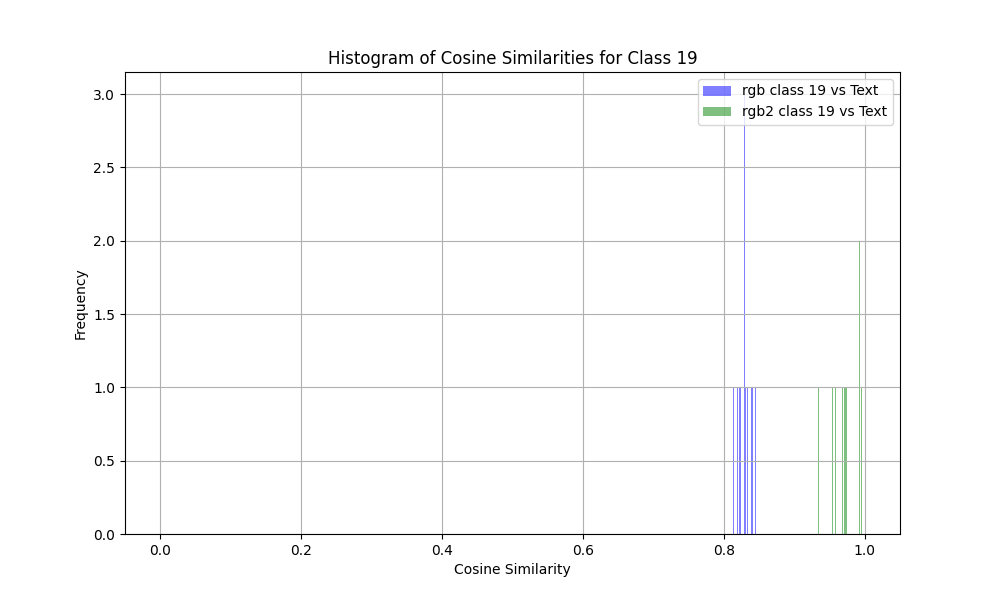 Histogram of Cosine Similarities for Class 19
rgb class 19 vs Text
rgb2 class 19 vs Text
Frequency
3.0
2.5
2.0
1.5
1.0
0.5
0.0
0.0 0.2 0.4 0.6 0.8 1.0
Cosine Similarity